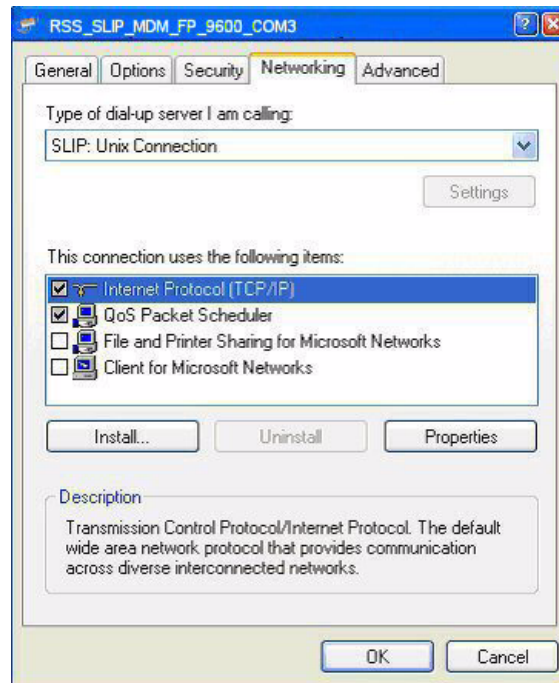 RSS_SLIP_MDM_FP_9600_COM3
General Options Security Networking Advanced
Type of dial-up server I am calling:
SLIP: Unix Connection
Settings
This connection uses the following items:
Internet Protocol (TCP/IP)
QoS Packet Scheduler
File and Printer Sharing for Microsoft Networks
Client for Microsoft Networks
Install... Uninstall Properties
Description
Transmission Control Protocol/Internet Protocol. The default
wide area network protocol that provides communication
across diverse interconnected networks.
OK Cancel